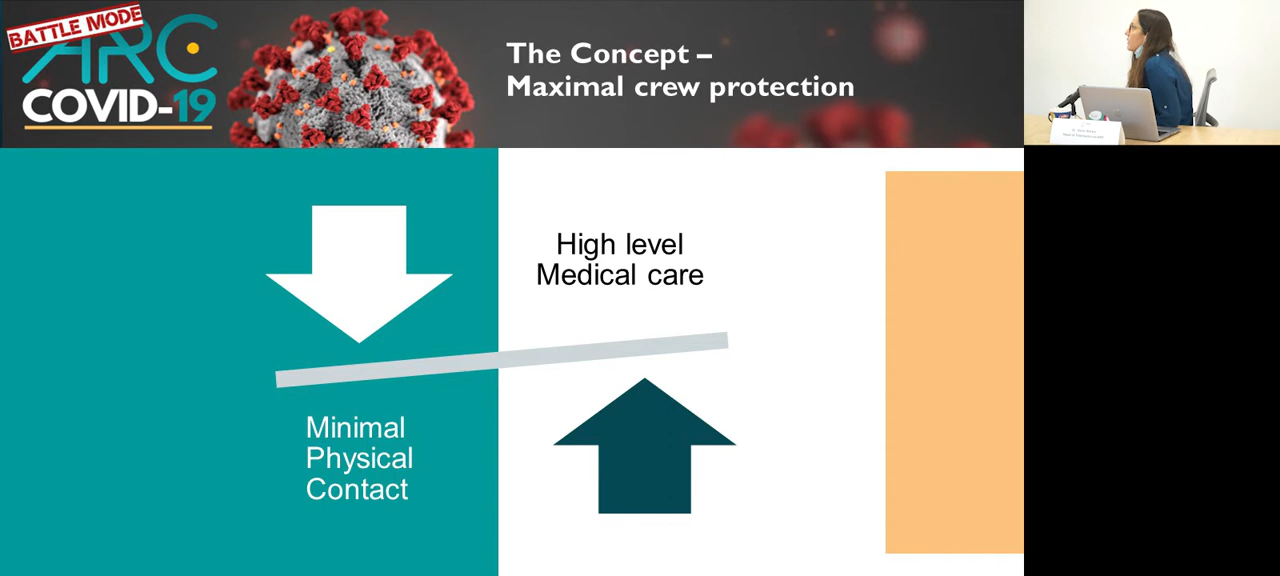 BATTLE MODE
ARC
COVID-19
The Concept –
Maximal crew protection
High level
Medical care
Minimal
Physical
Contact